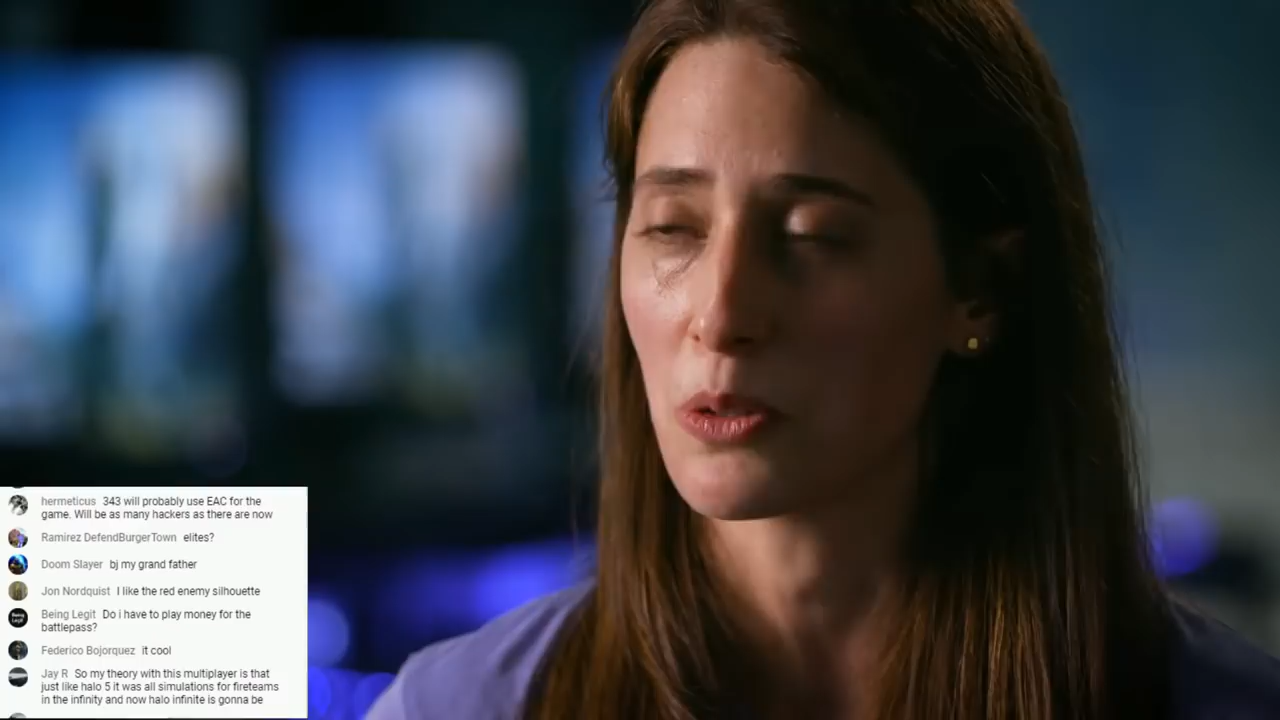 hermeticus 343 will probably use EAC for the
game. Will be as many hackers as there are now
Ramirez DefendBurgerTown elites?
Doom Slayer bj my grand father
Jon Nordquist I like the red enemy silhouette
Being Legit Do i have to play money for the
battlepass?
Federico Bojorquez it cool
Jay R So my theory with this multiplayer is that
just like halo 5 it was all simulations for fireteams
in the infinity and now halo infinite is gonna be